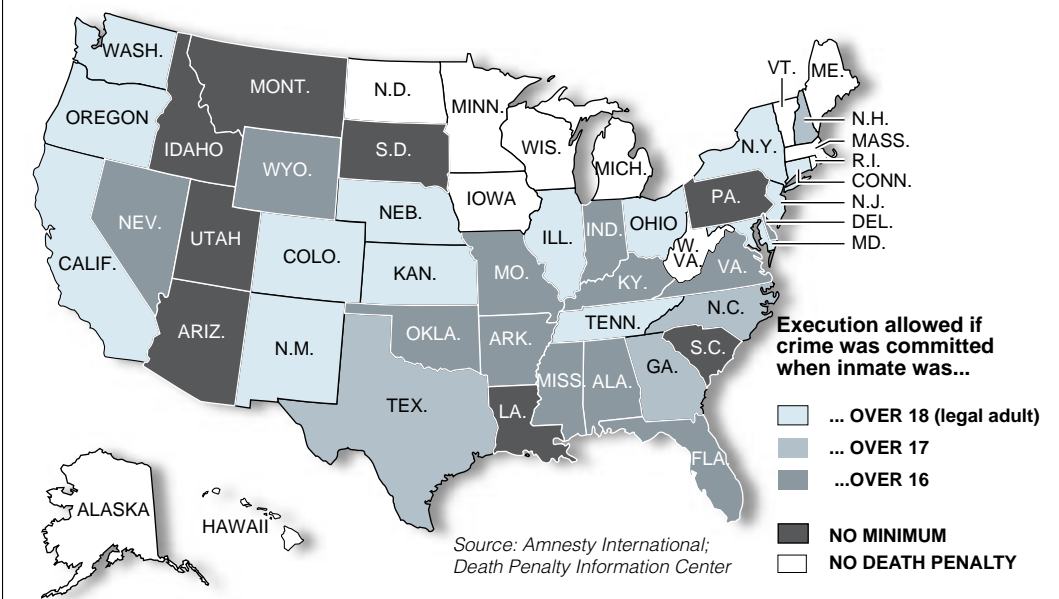 WASH.
MONT.
N.D.
MINN.
VT.
ME.
OREGON
IDAHO
WYO.
S.D.
WIS.
MICH.
N.Y.
N.H.
MASS.
R.I.
CONN.
N.J.
DEL.
MD.
NEV.
UTAH
COLO.
NEB.
IOWA
ILL.
IND.
OHIO
PA.
W.
VA.
CALIF.
KAN.
MO.
KY.
VA.
ARIZ.
N.M.
OKLA.
ARK.
TENN.
N.C.
S.C.
TEX.
LA.
MISS.
ALA.
GA.
FLA.
ALASKA
HAWAII
Execution allowed if
crime was committed
when inmate was...
... OVER 18 (legal adult)
... OVER 17
...OVER 16
NO MINIMUM
NO DEATH PENALTY
Source: Amnesty International;
Death Penalty Information Center